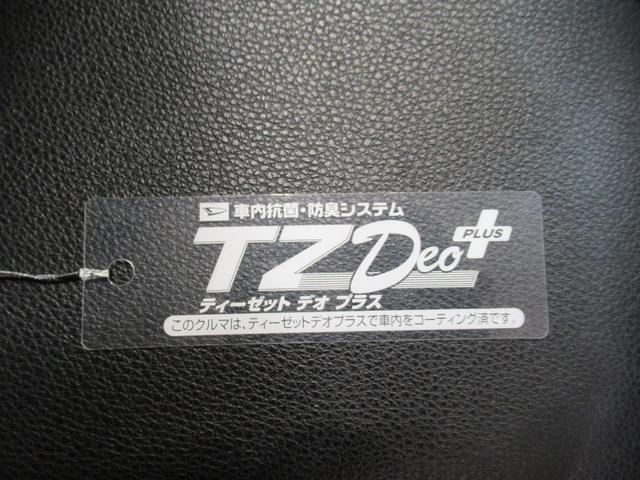 車内抗菌・防臭システム
TZ Deo PLUS
ティーゼット デオ プラス
このクルマは、ティーゼットデオプラスで車内をコーティング済です。